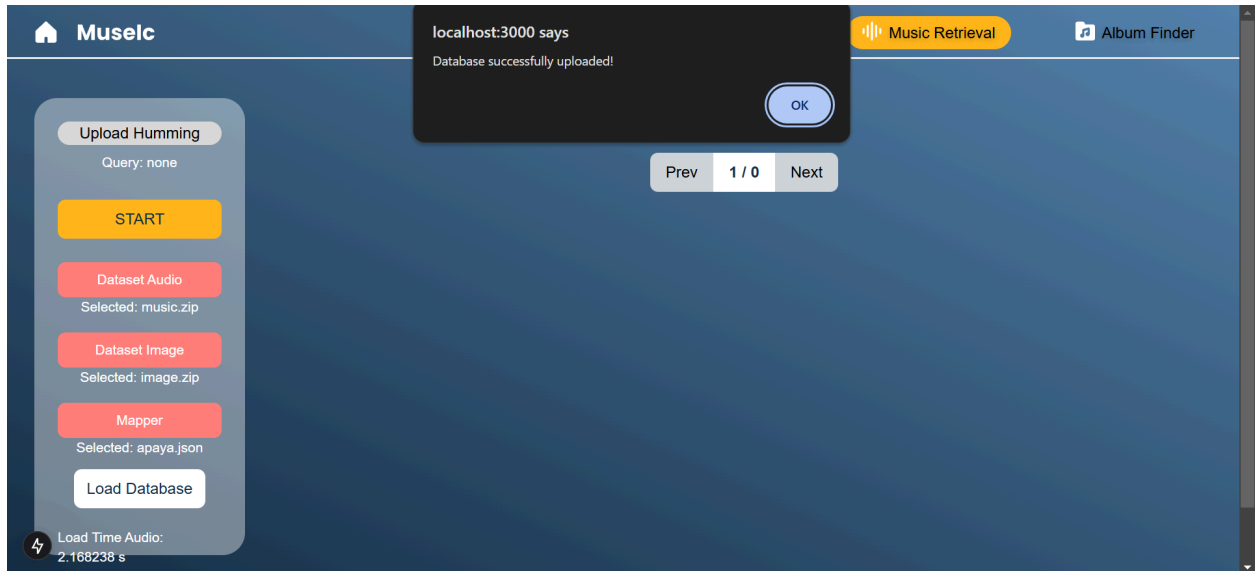 Muselc
localhost:3000 says
Database successfully uploaded!
OK
Music Retrieval
Album Finder
Upload Humming
Query: none
START
Dataset Audio
Selected: music.zip
Dataset Image
Selected: image.zip
Mapper
Selected: apaya.json
Load Database
Load Time Audio:
2.168238 s
Prev
1 / 0
Next